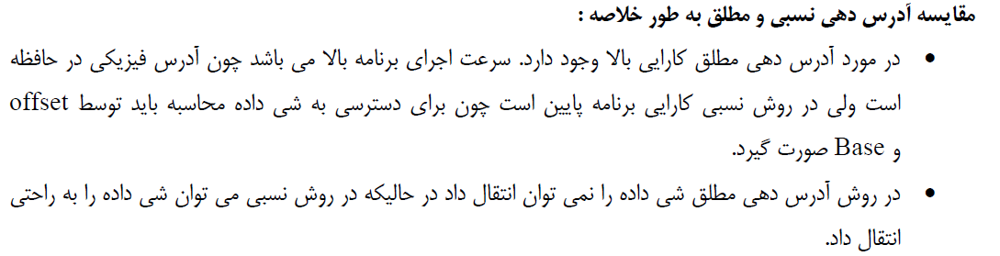 مقایسه آدرس دهی نسبی و مطلق به طور خلاصه :
• در مورد آدرس دهی مطلق کارایی بالا وجود دارد. سرعت اجرای برنامه بالا می باشد چون آدرس فیزیکی در حافظه
است ولی در روش نسبی کارایی برنامه پایین است چون برای دسترسی به شی داده محاسبه باید توسط offset
و Base صورت گیرد.
• در روش آدرس دهی مطلق شی داده را نمی توان انتقال داد در حالیکه در روش نسبی می توان شی داده را به راحتی
انتقال داد.